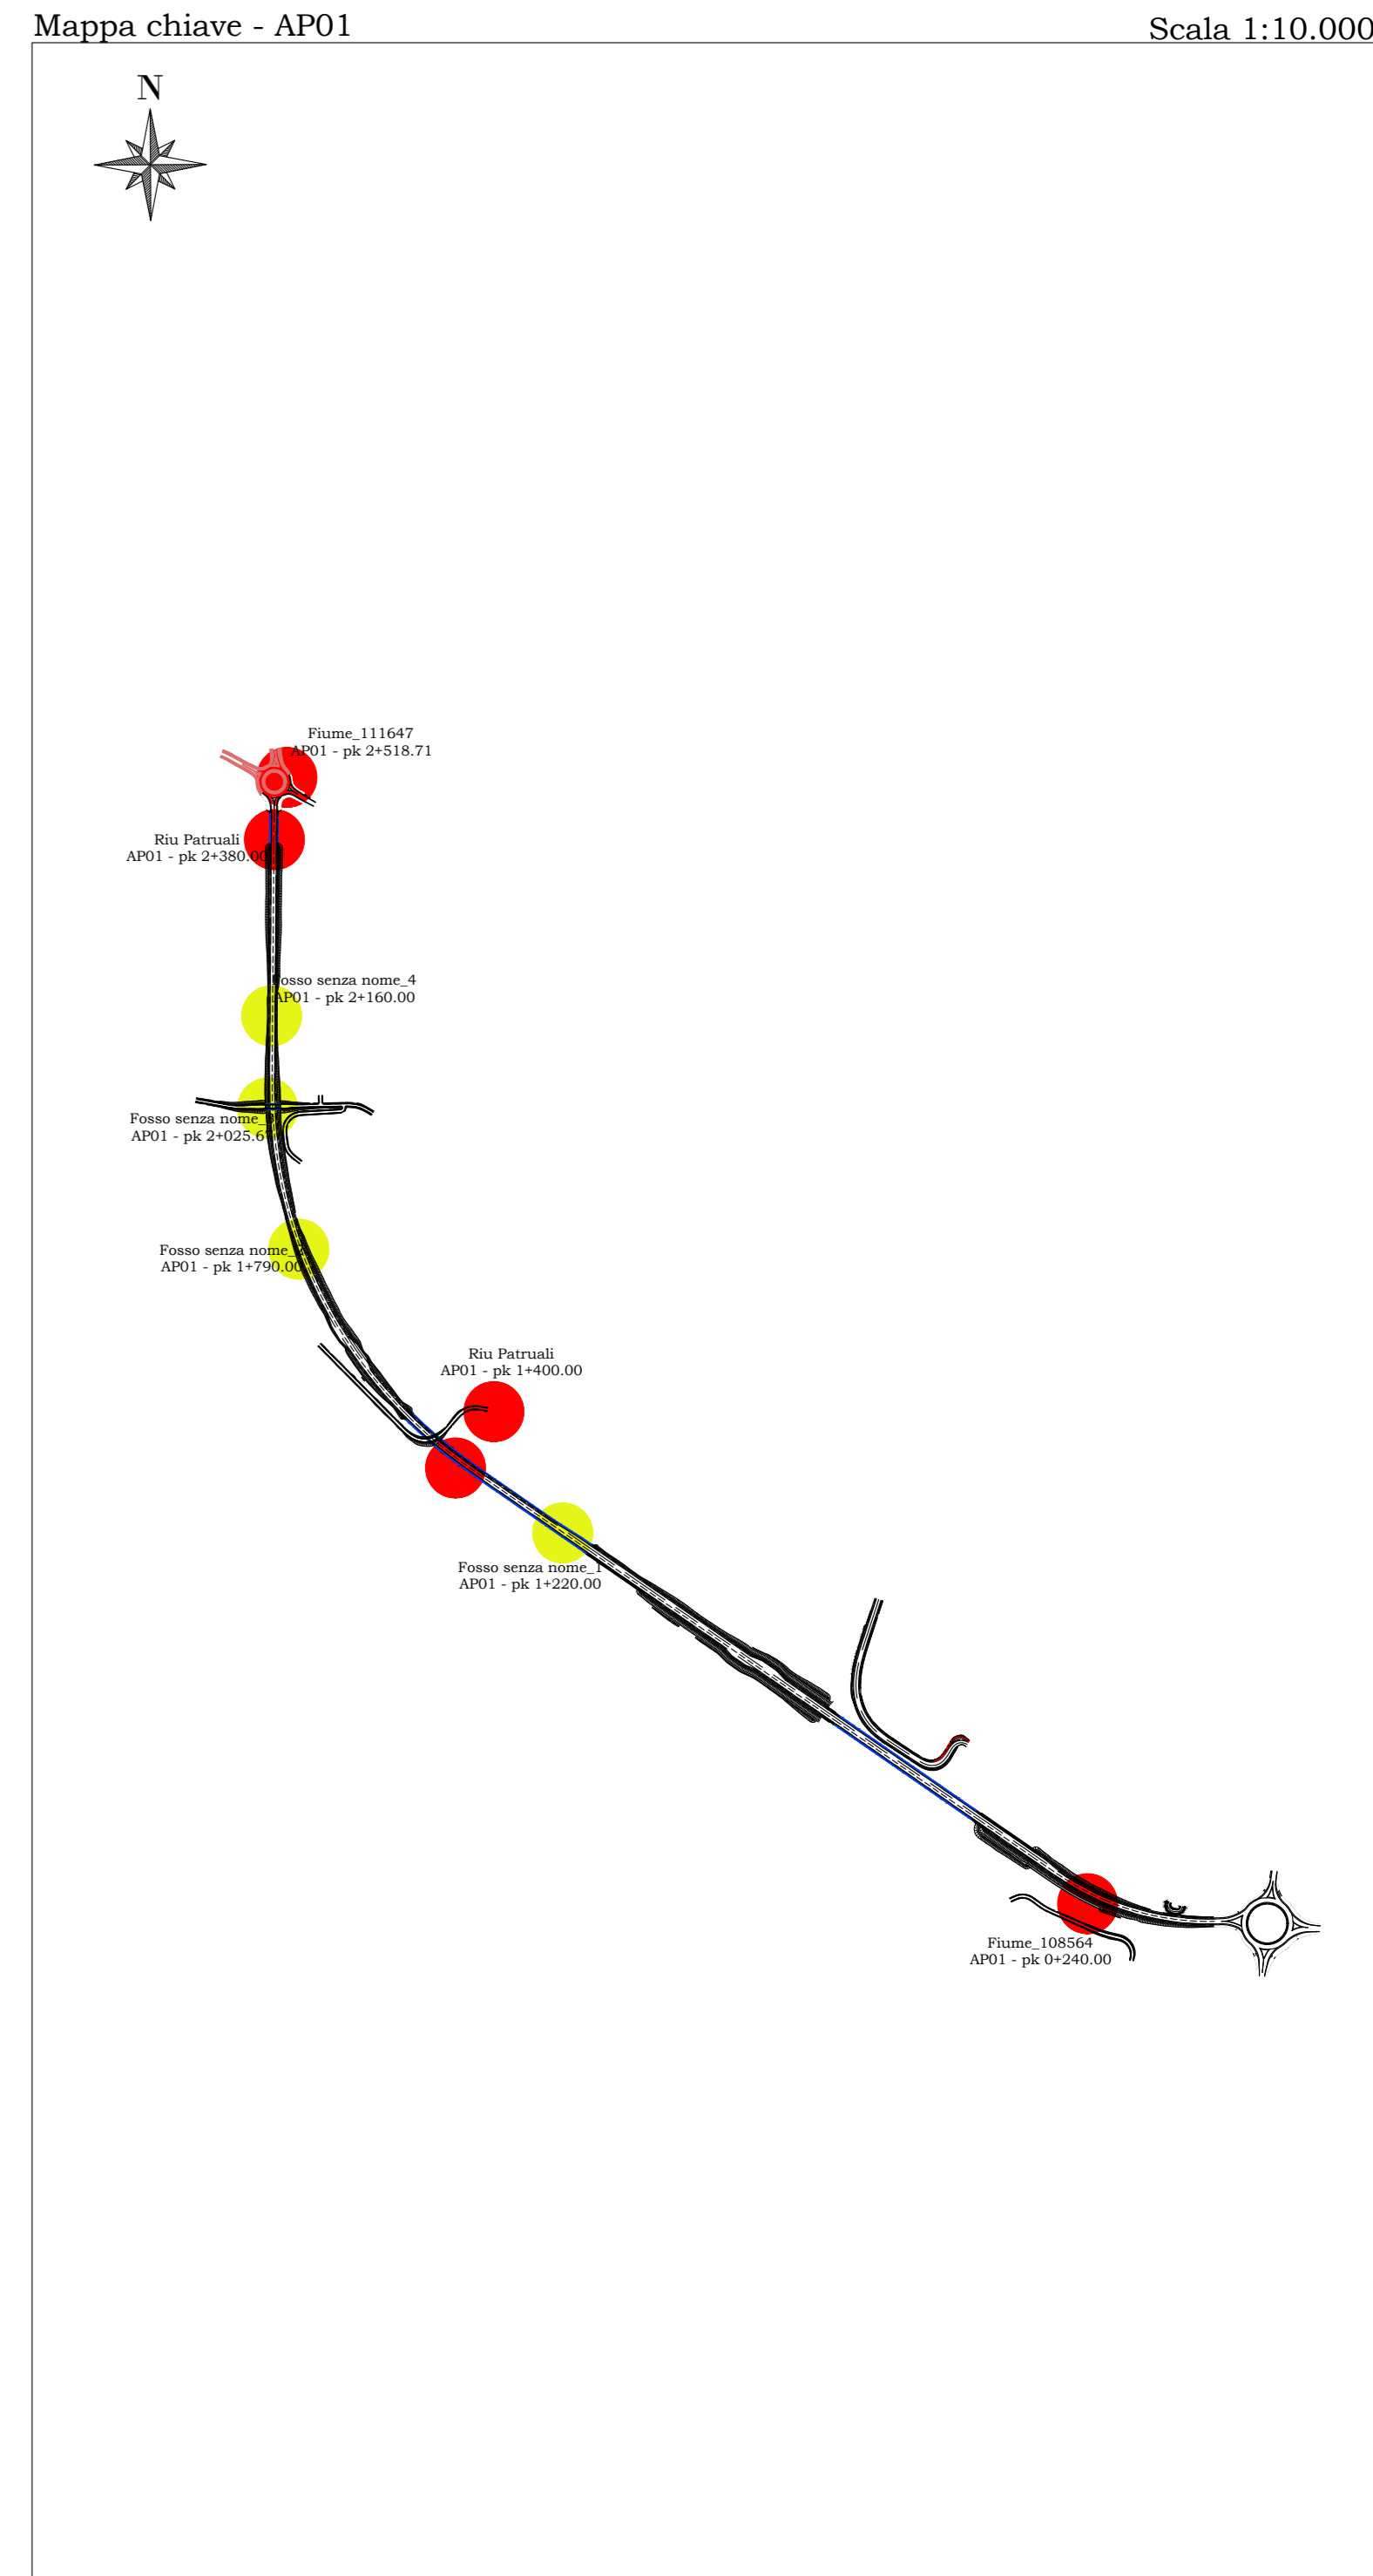 Mappa chiave - AP01
Scala 1:10.000
N
Fiume_111647
AP01 - pk 2+518.71
Riu Patruali
AP01 - pk 2+380.00
Fosso senza nome_4
AP01 - pk 2+160.00
Fosso senza nome_
AP01 - pk 2+025.6
Fosso senza nome_
AP01 - pk 1+790.00
Riu Patruali
AP01 - pk 1+400.00
Fosso senza nome_1
AP01 - pk 1+220.00
Fiume_108564
AP01 - pk 0+240.00